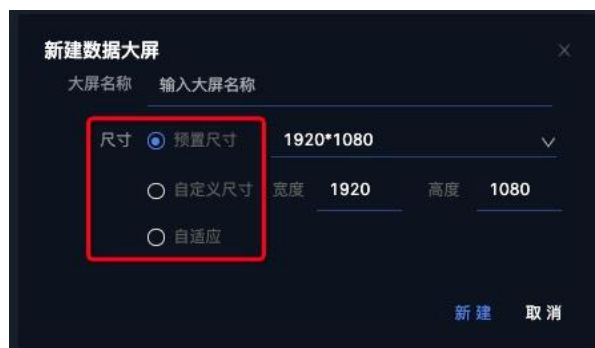 新建数据大屏
大屏名称 输入大屏名称
尺寸 预置尺寸 1920*1080
自定义尺寸 宽度 1920 高度 1080
自适应
新建 取消